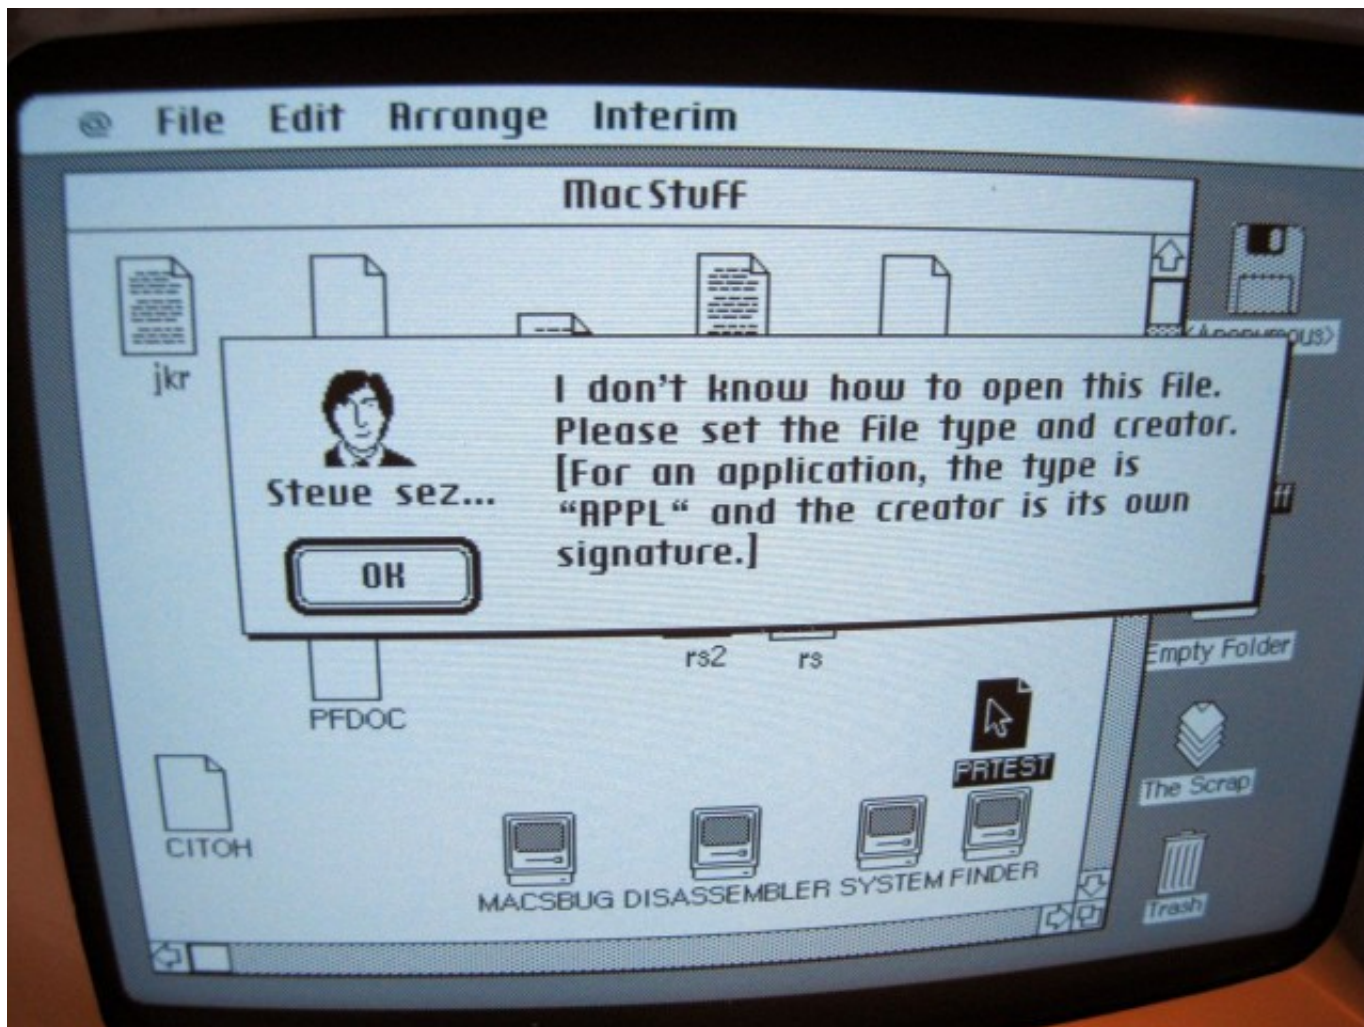 @ File Edit Arrange Interim
MacStuff
jkr
<Anonymous>
I don't know how to open this file.
Please set the file type and creator.
[For an application, the type is
“APPL“ and the creator is its own
signature.]
Steve sez...
OK
ff
rs2 rs
Empty Folder
PFDOC
PRTEST
The Scrap
CITOH
MACSBUG DISASSEMBLER SYSTEM FINDER
Trash